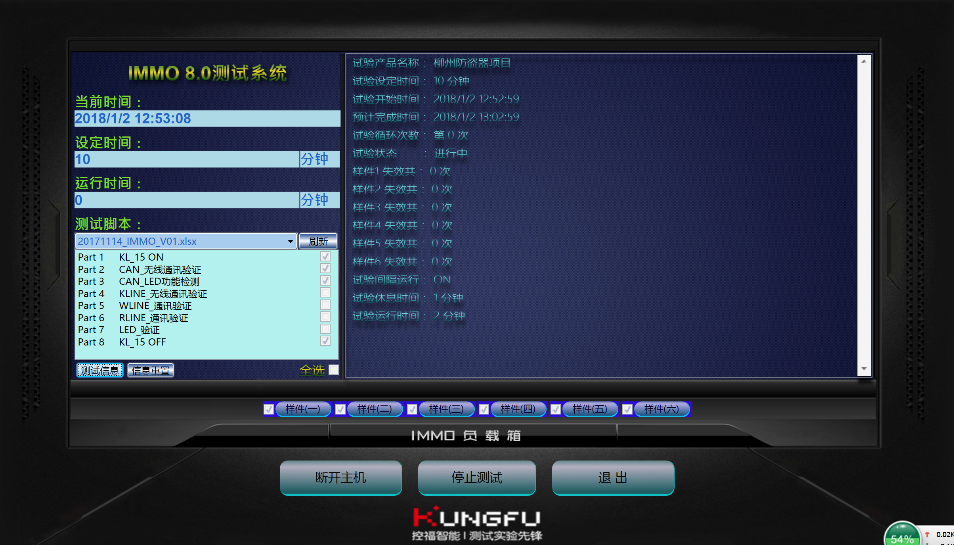 IMMO 8.0测试系统
当前时间：
2018/1/2 12:53:08
设定时间：
10 分钟
运行时间：
0 分钟
测试脚本：
20171114_IMMO_V01.xlsx 刷新
Part 1 KL_15 ON
Part 2 CAN_无线通讯验证
Part 3 CAN_LED功能检测
Part 4 KLINE_无线通讯验证
Part 5 WLINE_通讯验证
Part 6 RLINE_通讯验证
Part 7 LED_验证
Part 8 KL_15 OFF
测试信息 信息重置 全选
试验产品名称： 柳州防盗器项目
试验设定时间： 10 分钟
试验开始时间： 2018/1/2 12:52:59
预计完成时间： 2018/1/2 13:02:59
试验循环次数： 第 0 次
试验状态 ： 进行中
样件1 失效共： 0 次
样件2 失效共： 0 次
样件3 失效共： 0 次
样件4 失效共： 0 次
样件5 失效共： 0 次
样件6 失效共： 0 次
试验间隔运行： ON
试验休息时间： 1 分钟
试验运行时间： 2 分钟
样件(一) 样件(二) 样件(三) 样件(四) 样件(五) 样件(六)
IMMO 负 载 箱
断开主机 停止测试 退 出
KUNGFU
控福智能 | 测试实验先锋
54%
0.02K